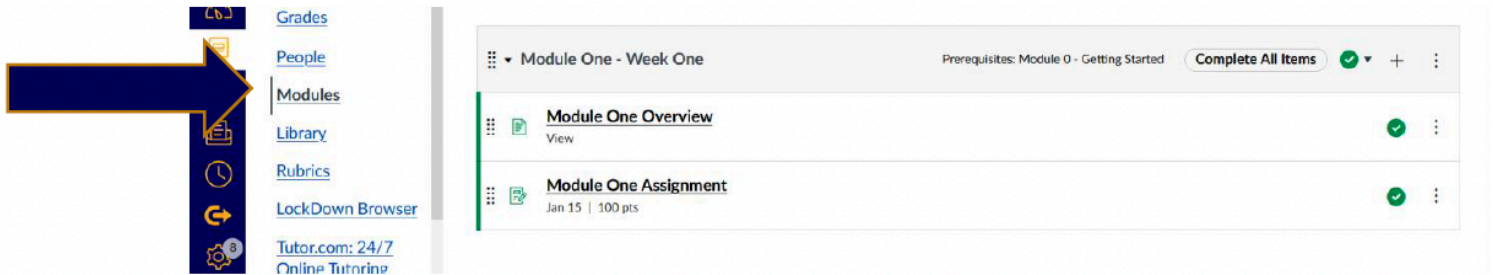 Grades
People
Modules
Library
Rubrics
LockDown Browser
8
Tutor.com: 24/7
Online Tutoring
Module One - Week One
Prerequisites: Module 0 - Getting Started
Complete All Items
Module One Overview
View
Module One Assignment
Jan 15 | 100 pts